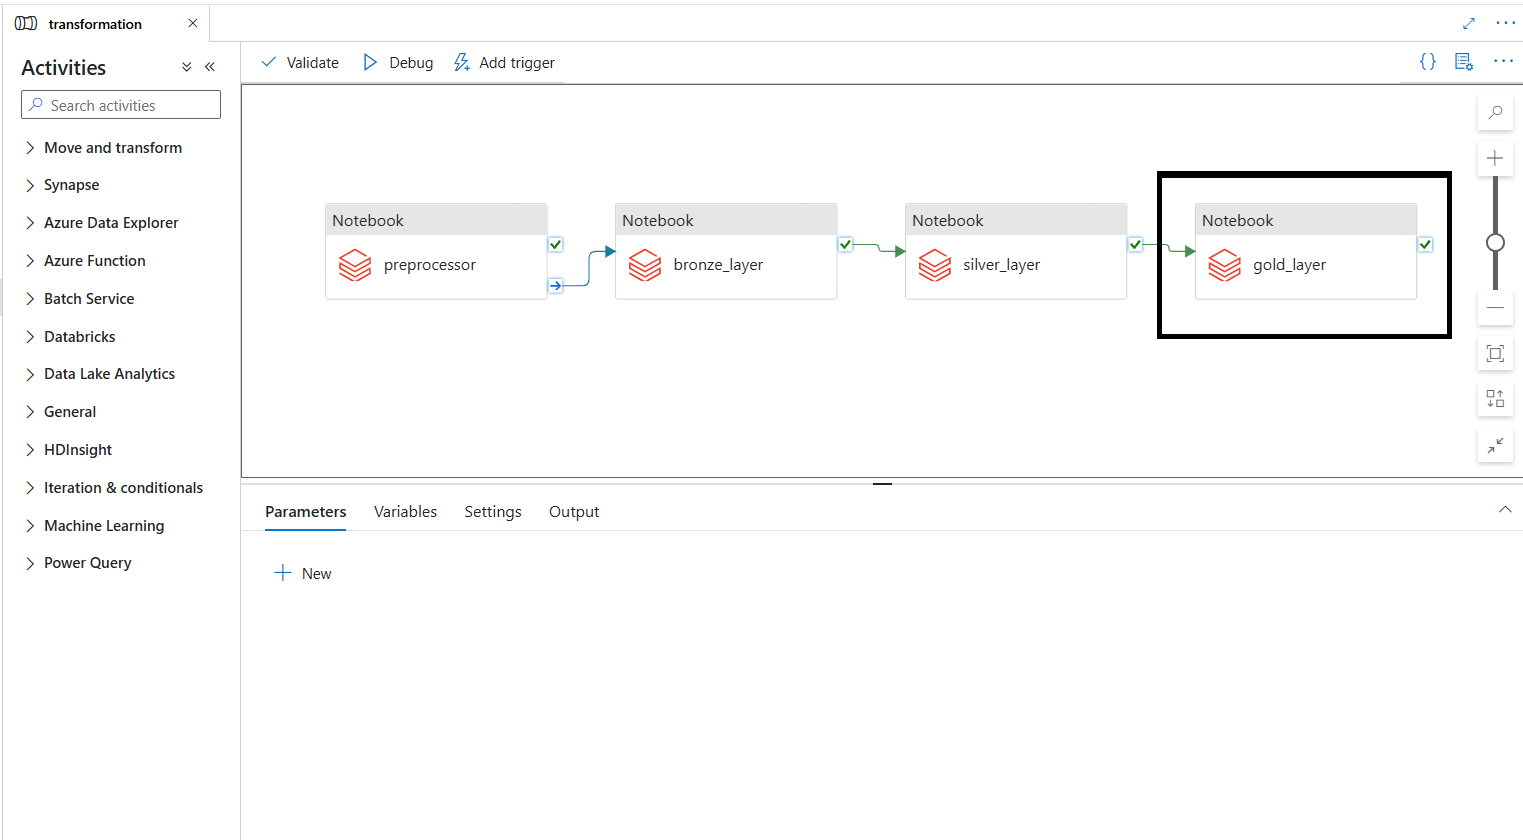 transformation
Activities
Validate
Debug
Add trigger
Search activities
Move and transform
Synapse
Azure Data Explorer
Azure Function
Batch Service
Databricks
Data Lake Analytics
General
HDInsight
Iteration & conditionals
Machine Learning
Power Query
Notebook
preprocessor
Notebook
bronze_layer
Notebook
silver_layer
Notebook
gold_layer
Parameters
Variables
Settings
Output
New